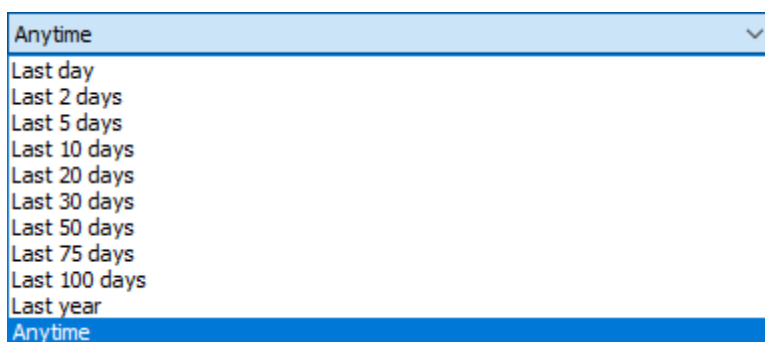 Anytime
Last day
Last 2 days
Last 5 days
Last 10 days
Last 20 days
Last 30 days
Last 50 days
Last 75 days
Last 100 days
Last year
Anytime